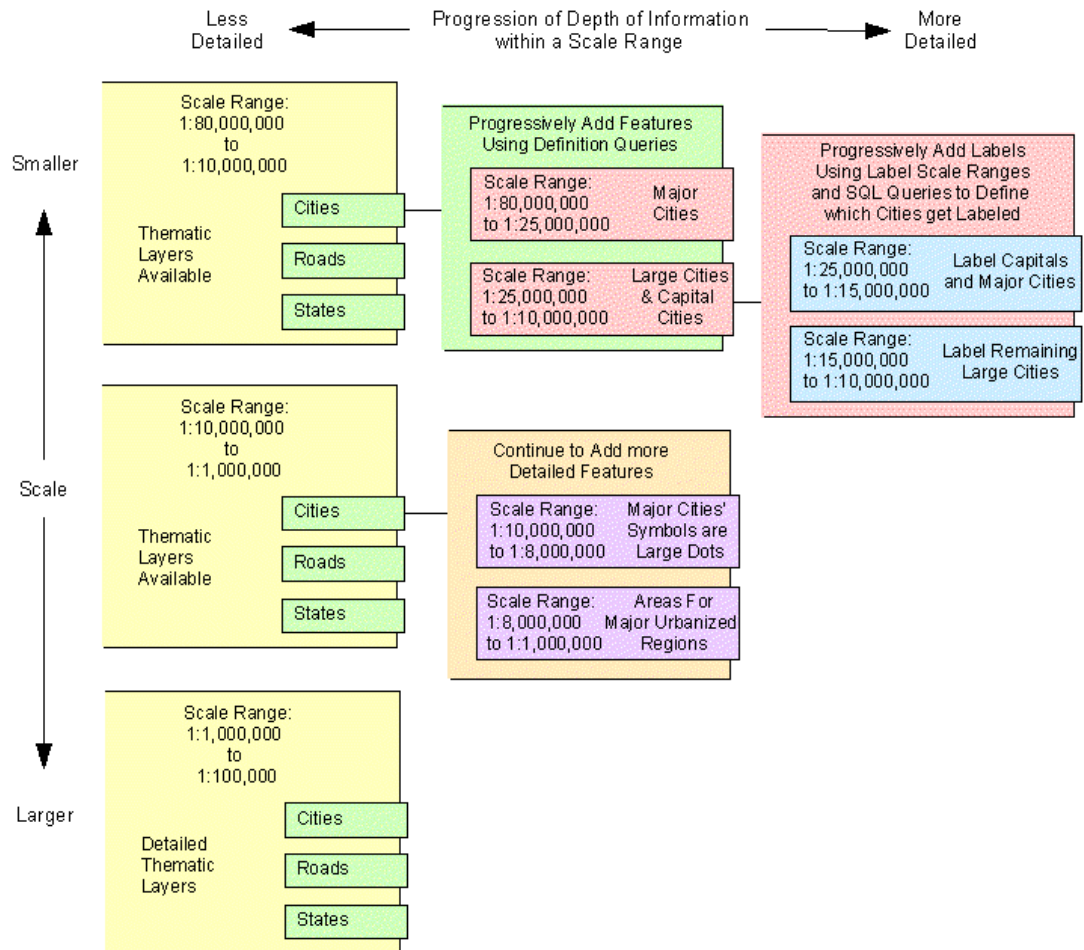 Less
Detailed
Progression of Depth of Information
within a Scale Range
More
Detailed
Smaller
Scale
Larger
Scale Range:
1:80,000,000
to
1:10,000,000
Thematic
Layers
Available
Cities
Roads
States
Progressively Add Features
Using Definition Queries
Scale Range:
1:80,000,000
to 1:25,000,000
Major
Cities
Scale Range:
1:25,000,000
to 1:10,000,000
Large Cities
& Capital
Cities
Progressively Add Labels
Using Label Scale Ranges
and SQL Queries to Define
which Cities get Labeled
Scale Range:
1:25,000,000
to 1:15,000,000
Label Capitals
and Major Cities
Scale Range:
1:15,000,000
to 1:10,000,000
Label Remaining
Large Cities
Scale Range:
1:10,000,000
to
1:1,000,000
Thematic
Layers
Available
Cities
Roads
States
Continue to Add more
Detailed Features
Scale Range:
1:10,000,000
to 1:8,000,000
Major Cities'
Symbols are
Large Dots
Scale Range:
1:8,000,000
to 1:1,000,000
Areas For
Major Urbanized
Regions
Scale Range:
1:1,000,000
to
1:100,000
Detailed
Thematic
Layers
Cities
Roads
States